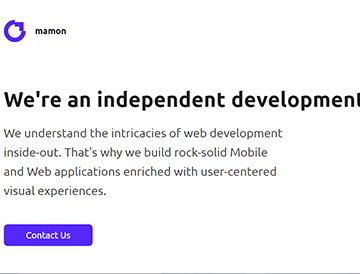 mamon
We're an independent development
We understand the intricacies of web development
inside-out. That's why we build rock-solid Mobile
and Web applications enriched with user-centered
visual experiences.
Contact Us